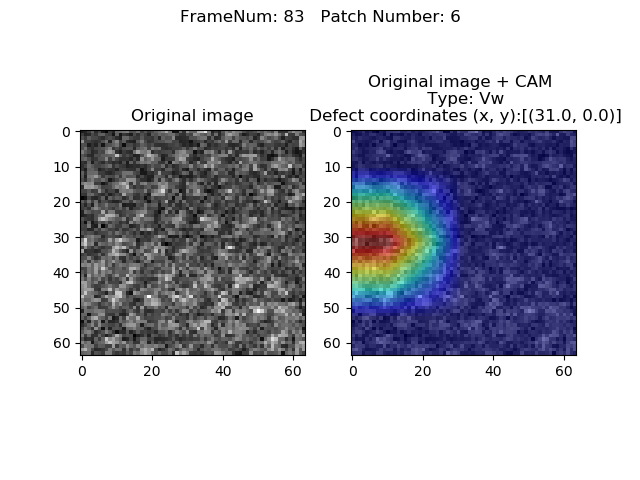 FrameNum: 83   Patch Number: 6
Original image
Original image + CAM
Type: Vw
Defect coordinates (x, y):[(31.0, 0.0)]
0
10
20
30
40
50
60
0 20 40 60
0
10
20
30
40
50
60
0 20 40 60